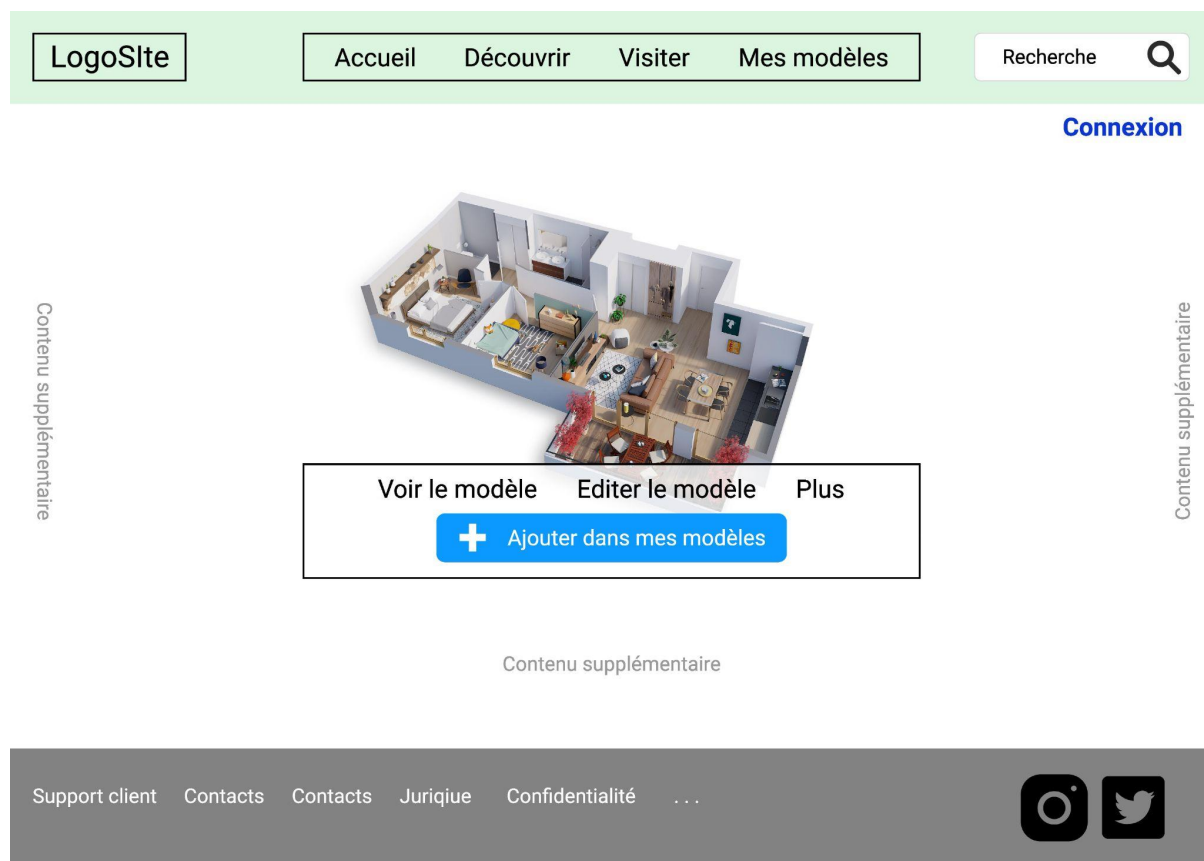 LogoSIte
Accueil Découvrir Visiter Mes modèles
Recherche
Connexion
Contenu supplémentaire
Contenu supplémentaire
Voir le modèle Editer le modèle Plus
Ajouter dans mes modèles
Contenu supplémentaire
Support client Contacts Contacts Juriqiue Confidentialité ...